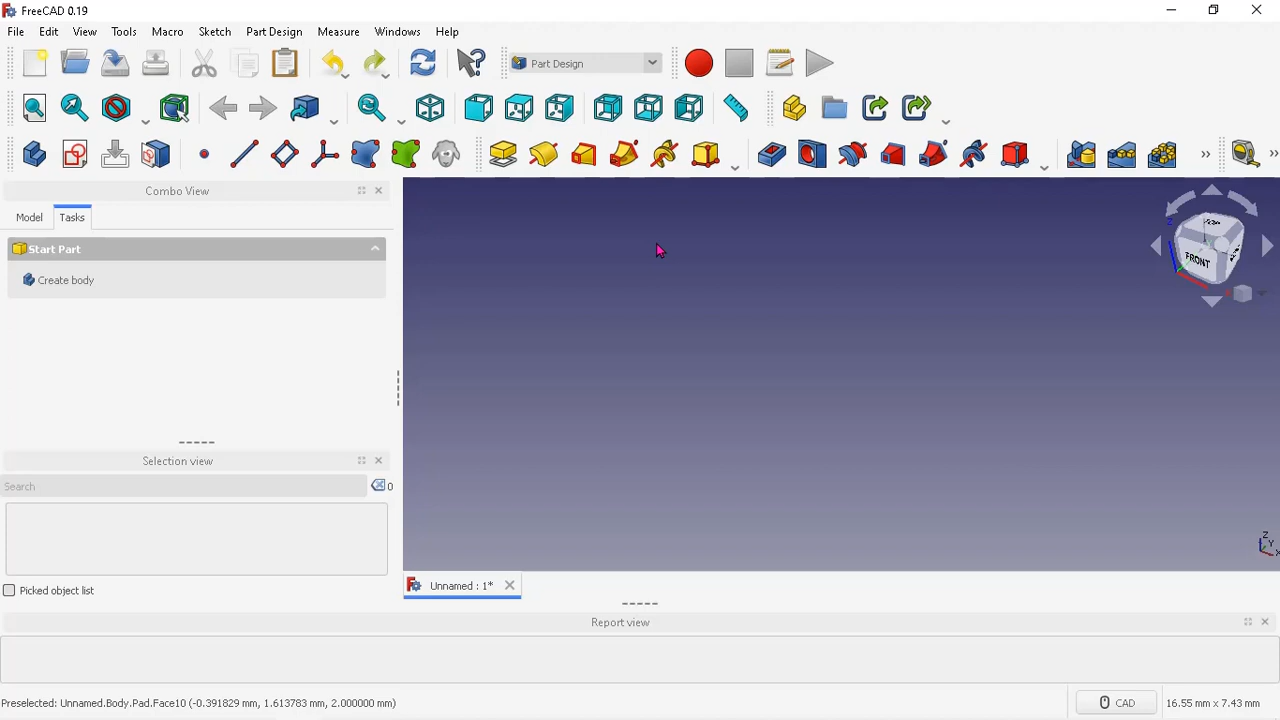 FreeCAD 0.19
File Edit View Tools Macro Sketch Part Design Measure Windows Help
Part Design
Combo View
Model Tasks
Start Part
Create body
FRONT
Selection view
Search
0
Picked object list
Z
Y
X
Unnamed : 1*
Report view
Preselected: Unnamed.Body.Pad.Face10 (-0.391829 mm, 1.613783 mm, 2.000000 mm)
CAD
16.55 mm x 7.43 mm